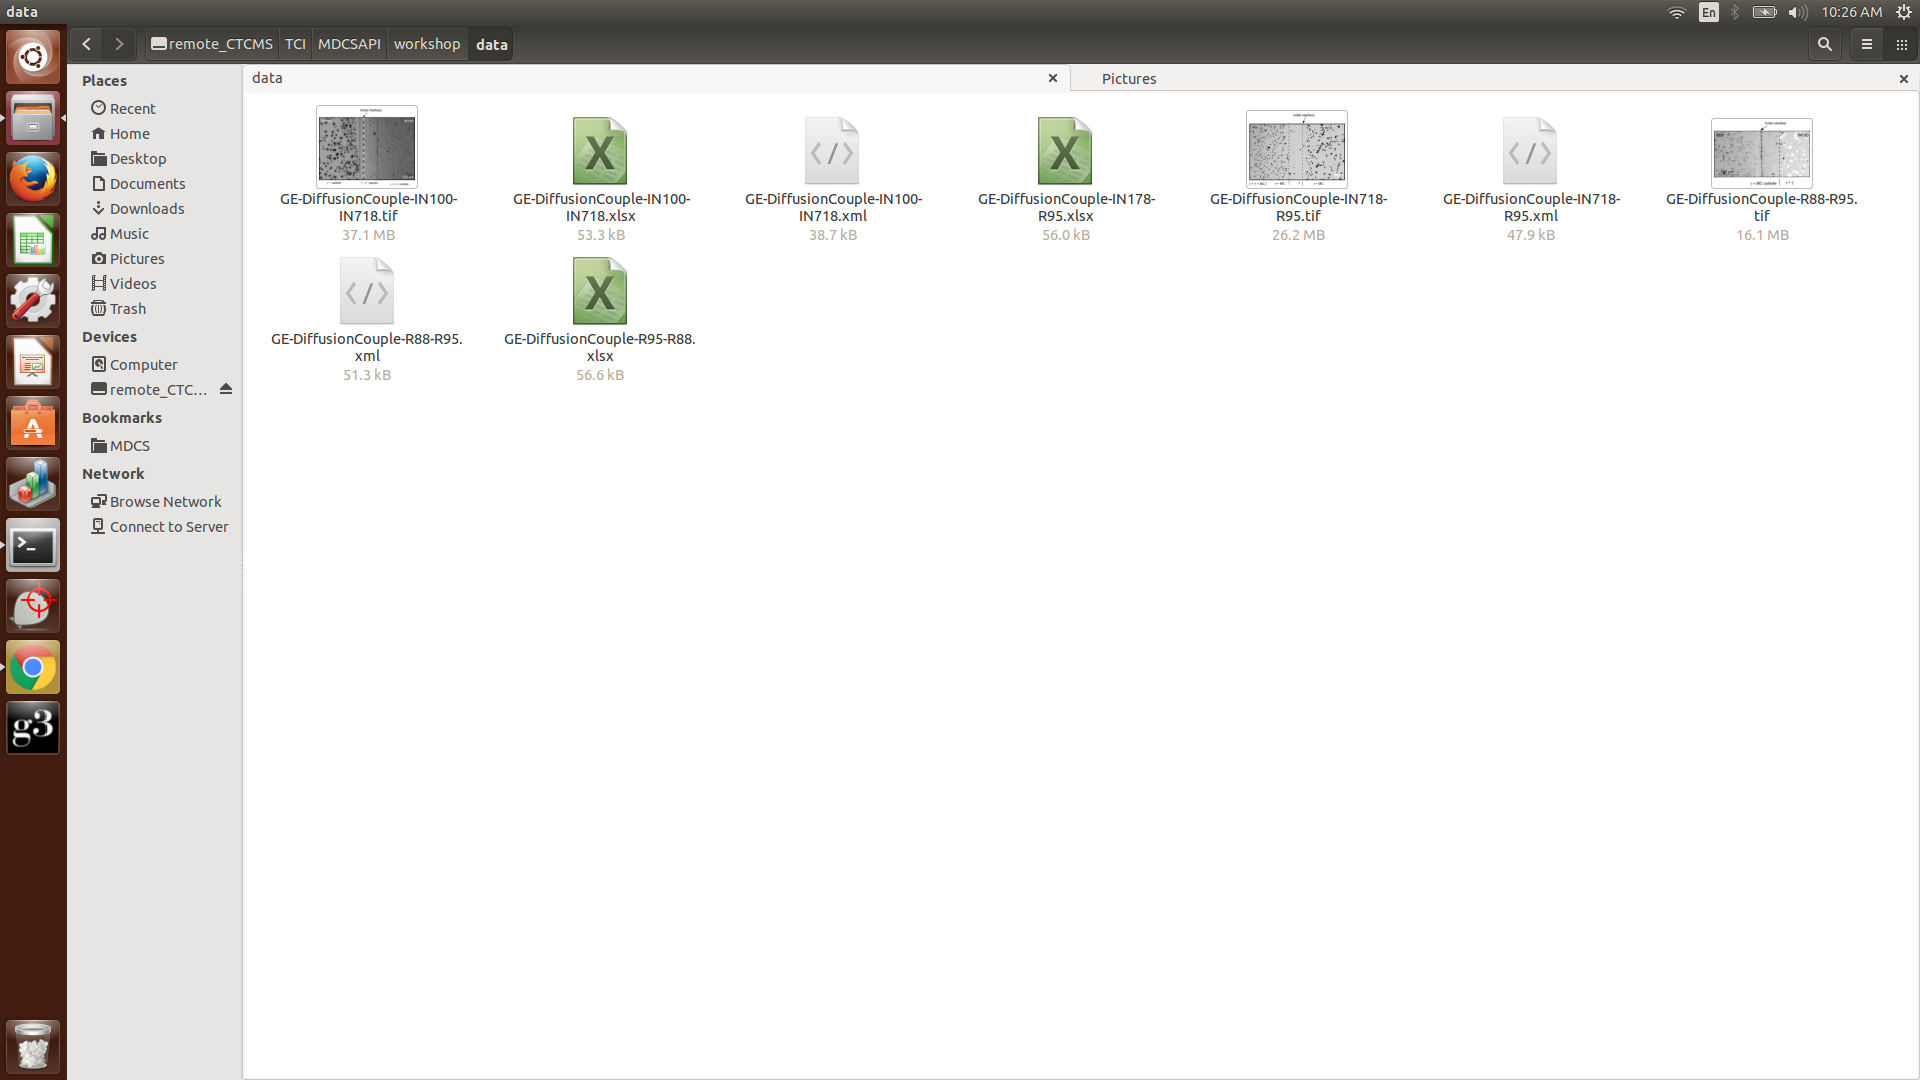 data
En
10:26 AM
remote_CTCMS TCI MDCSAPI workshop data
Places
Recent
Home
Desktop
Documents
Downloads
Music
Pictures
Videos
Trash
Devices
Computer
remote_CTC...
Bookmarks
MDCS
Network
Browse Network
Connect to Server
data
Pictures
GE-DiffusionCouple-IN100-
IN718.tif
37.1 MB
GE-DiffusionCouple-IN100-
IN718.xlsx
53.3 kB
GE-DiffusionCouple-IN100-
IN718.xml
38.7 kB
GE-DiffusionCouple-IN178-
R95.xlsx
56.0 kB
GE-DiffusionCouple-IN718-
R95.tif
26.2 MB
GE-DiffusionCouple-IN718-
R95.xml
47.9 kB
GE-DiffusionCouple-R88-R95.
tif
16.1 MB
GE-DiffusionCouple-R88-R95.
xml
51.3 kB
GE-DiffusionCouple-R95-R88.
xlsx
56.6 kB
g3